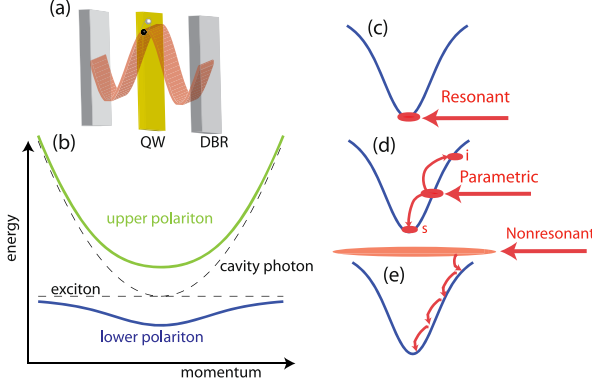 (a)
QW
DBR
(b)
energy
upper polariton
cavity photon
exciton
lower polariton
momentum
(c)
Resonant
(d)
i
Parametric
s
Nonresonant
(e)